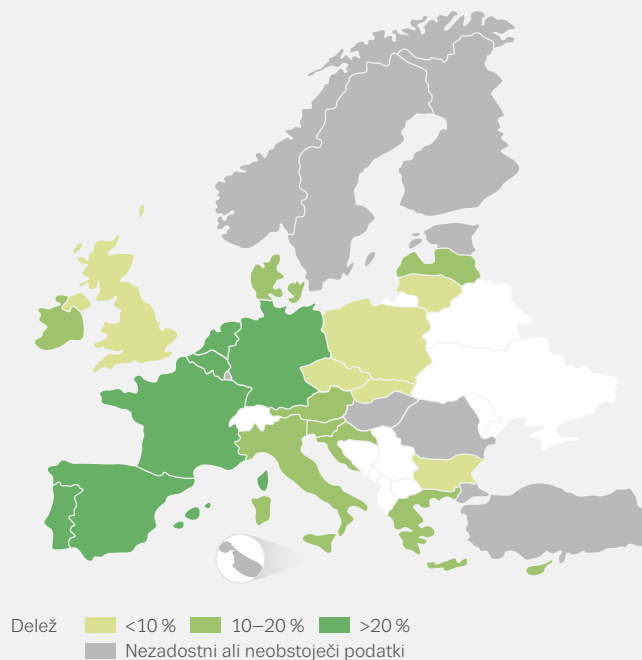 Delež <10 % 10–20 % >20 %
Nezadostni ali neobstoječi podatki